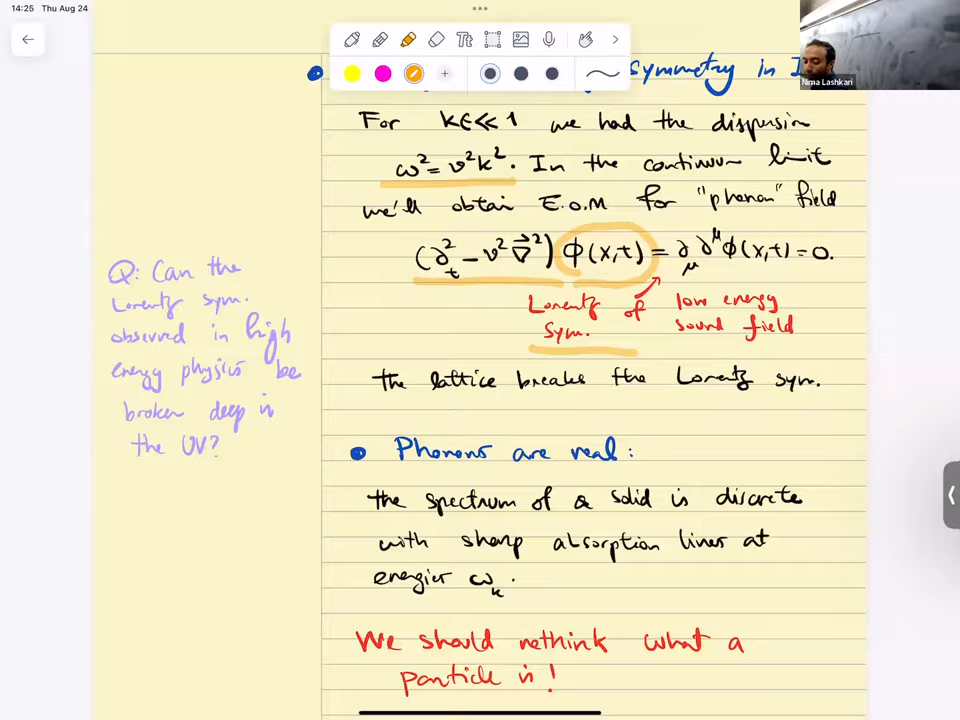 14:25 Thu Aug 24
Nima Lashkari
symmetry in
For kϵ<<1 we had the dispersion
ω² = v²k². In the continuum limit
we'll obtain E.O.M for "phonon" field
(∂ₜ² - v² ∇⃗²) φ(x,t) = ∂_μ ∂^μ φ(x,t) = 0.
Lorentz of low energy
sym. sound field
the lattice breaks the Lorentz sym.
Q: Can the
Lorentz sym.
observed in high
energy physics be
broken deep in
the UV?
Phonons are real:
the spectrum of a solid is discrete
with sharp absorption lines at
energies ωₖ.
We should rethink what a
particle is!